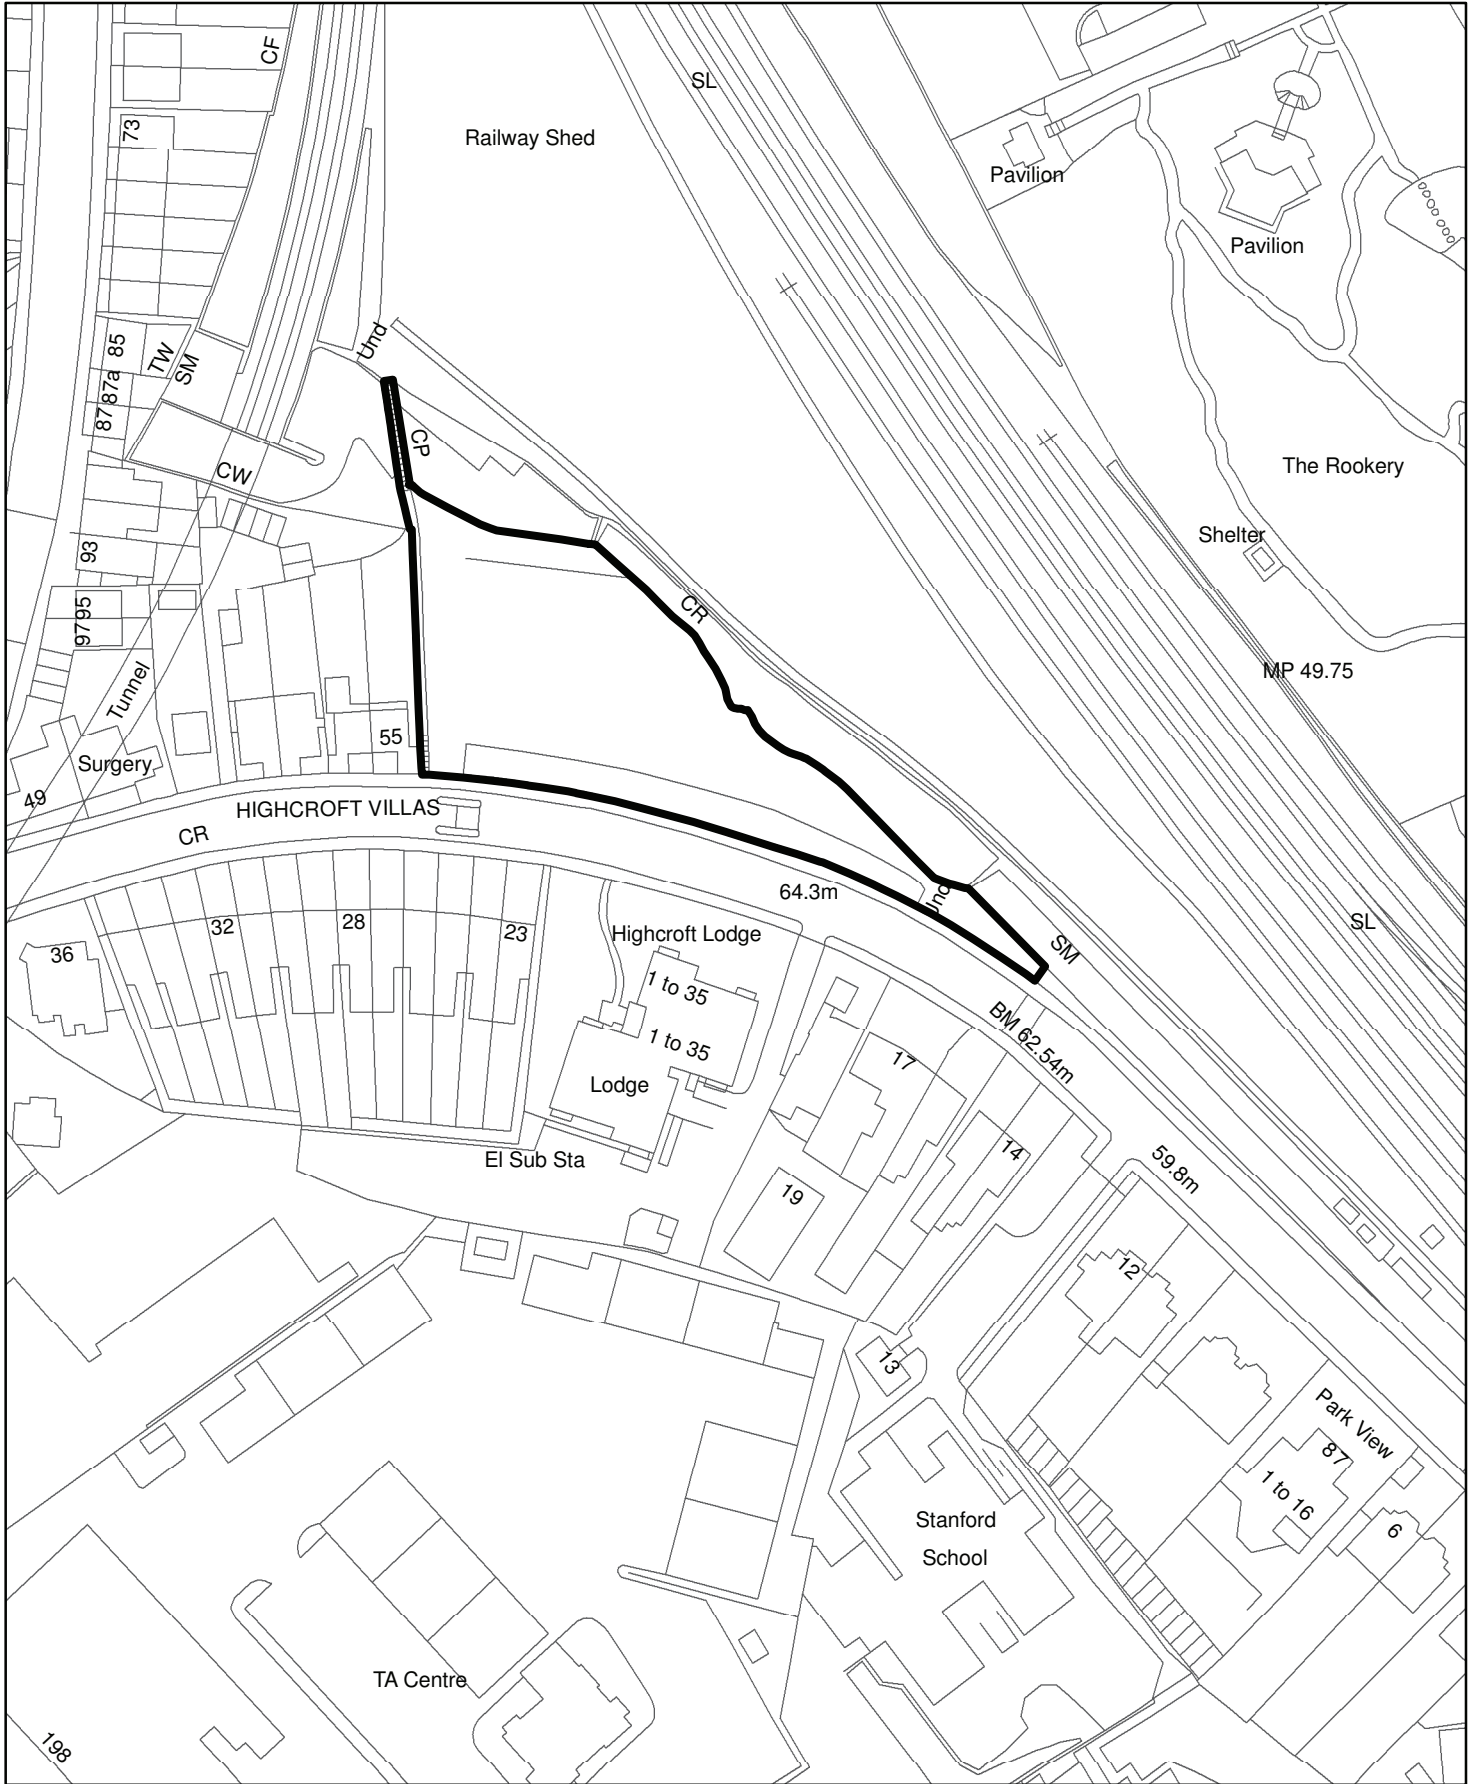 CF
SL
73
Railway Shed
Pavilion
Pavilion
Und
85
TW
SM
87a
87
CP
CW
The Rookery
Shelter
93
95
97
CR
MP 49.75
Tunnel
55
Surgery
49
HIGHCROFT VILLAS
CR
64.3m
Und
SL
32
28
23
Highcroft Lodge
SM
36
1 to 35
BM 62.54m
1 to 35
17
Lodge
14
El Sub Sta
59.8m
19
12
13
Park View
87
1 to 16
Stanford
School
6
TA Centre
198